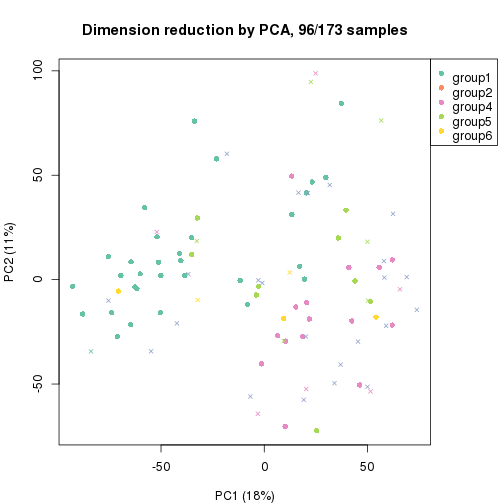 Dimension reduction by PCA, 96/173 samples
100
50
0
-50
PC2 (11%)
-50
0
50
PC1 (18%)
group1
group2
group4
group5
group6